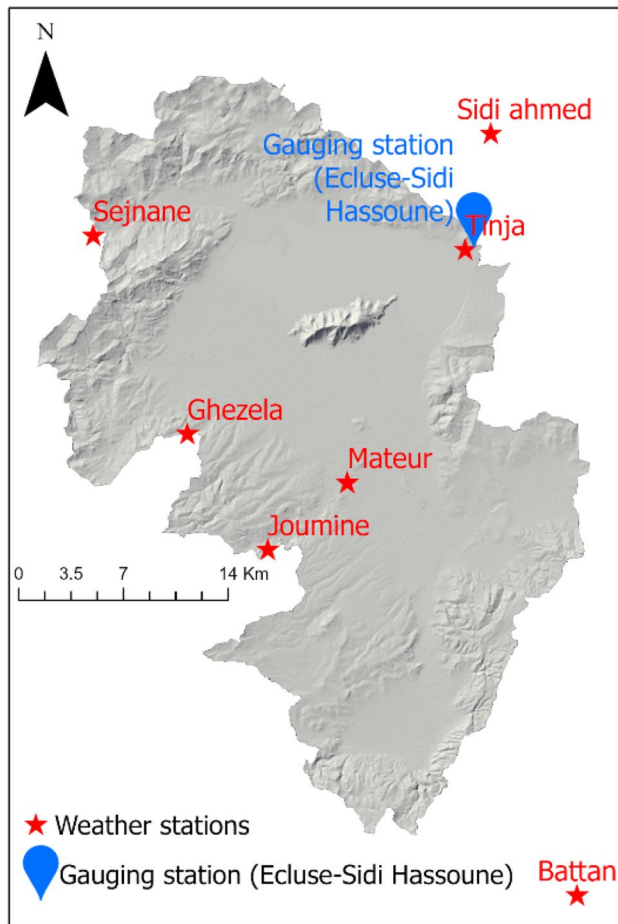 N
Sidi ahmed
Gauging station
(Ecluse-Sidi
Hassoune)
Sejnane
Tinja
Ghezela
Mateur
Joumine
0 3.5 7 14 Km
Weather stations
Gauging station (Ecluse-Sidi Hassoune)
Battan